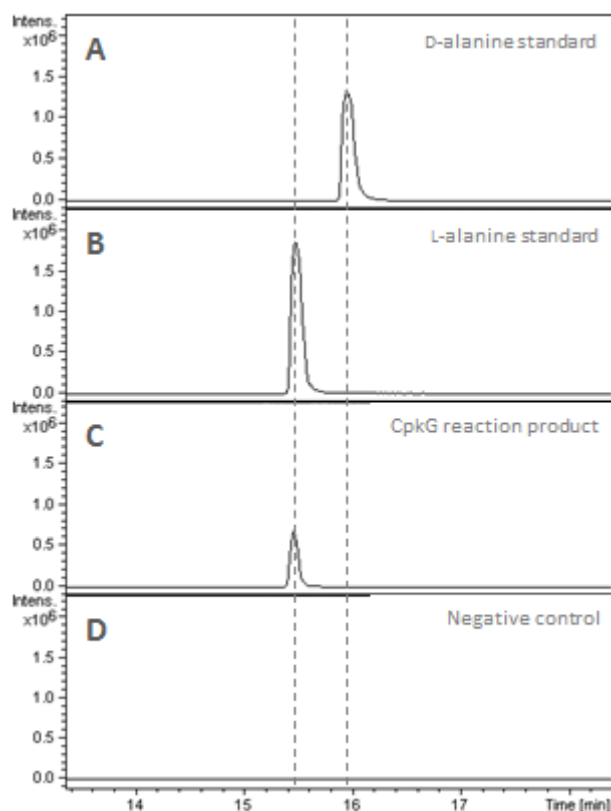 Intens.
x10⁶
A
D-alanine standard
1.5
1.0
0.5
0.0
Intens.
x10⁶
B
L-alanine standard
1.5
1.0
0.5
0.0
Intens.
x10⁶
C
CpkG reaction product
1.5
1.0
0.5
0.0
Intens.
x10⁶
D
Negative control
1.5
1.0
0.5
0.0
14 15 16 17 Time [min]